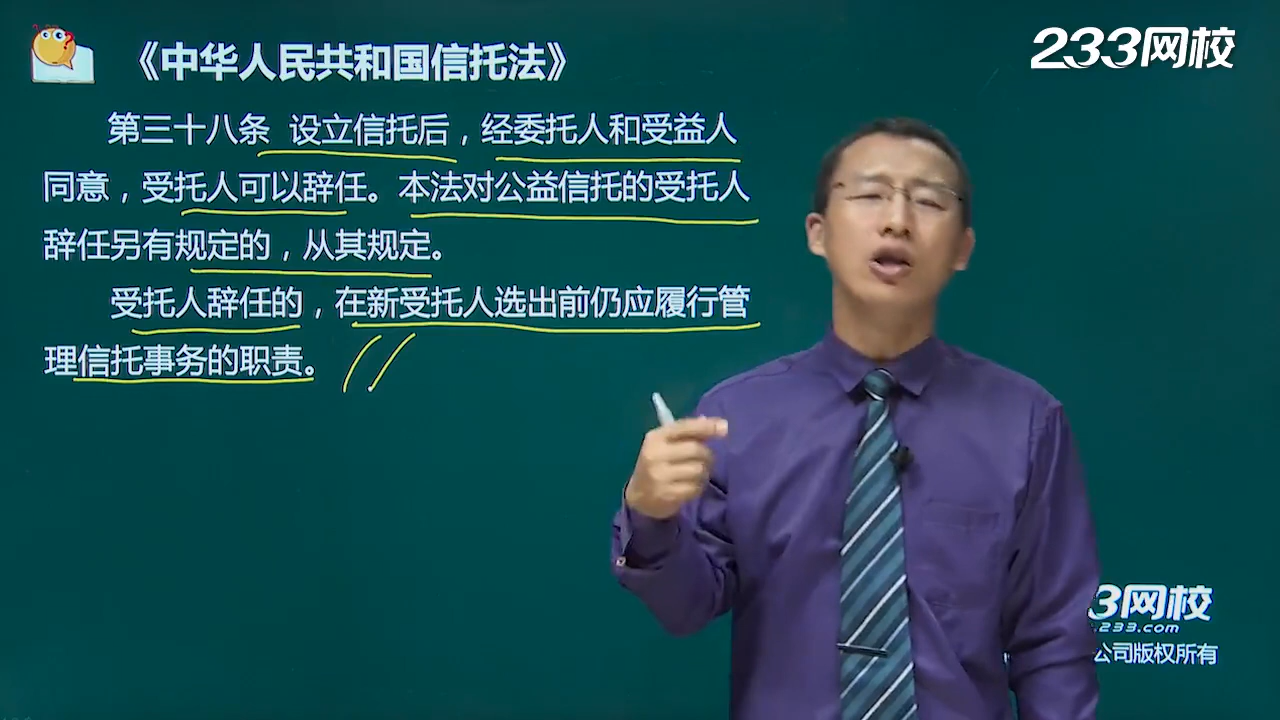 《中华人民共和国信托法》
233网校
第三十八条 设立信托后，经委托人和受益人
同意，受托人可以辞任。本法对公益信托的受托人
辞任另有规定的，从其规定。
受托人辞任的，在新受托人选出前仍应履行管
理信托事务的职责。
3网校
.233.com
公司版权所有